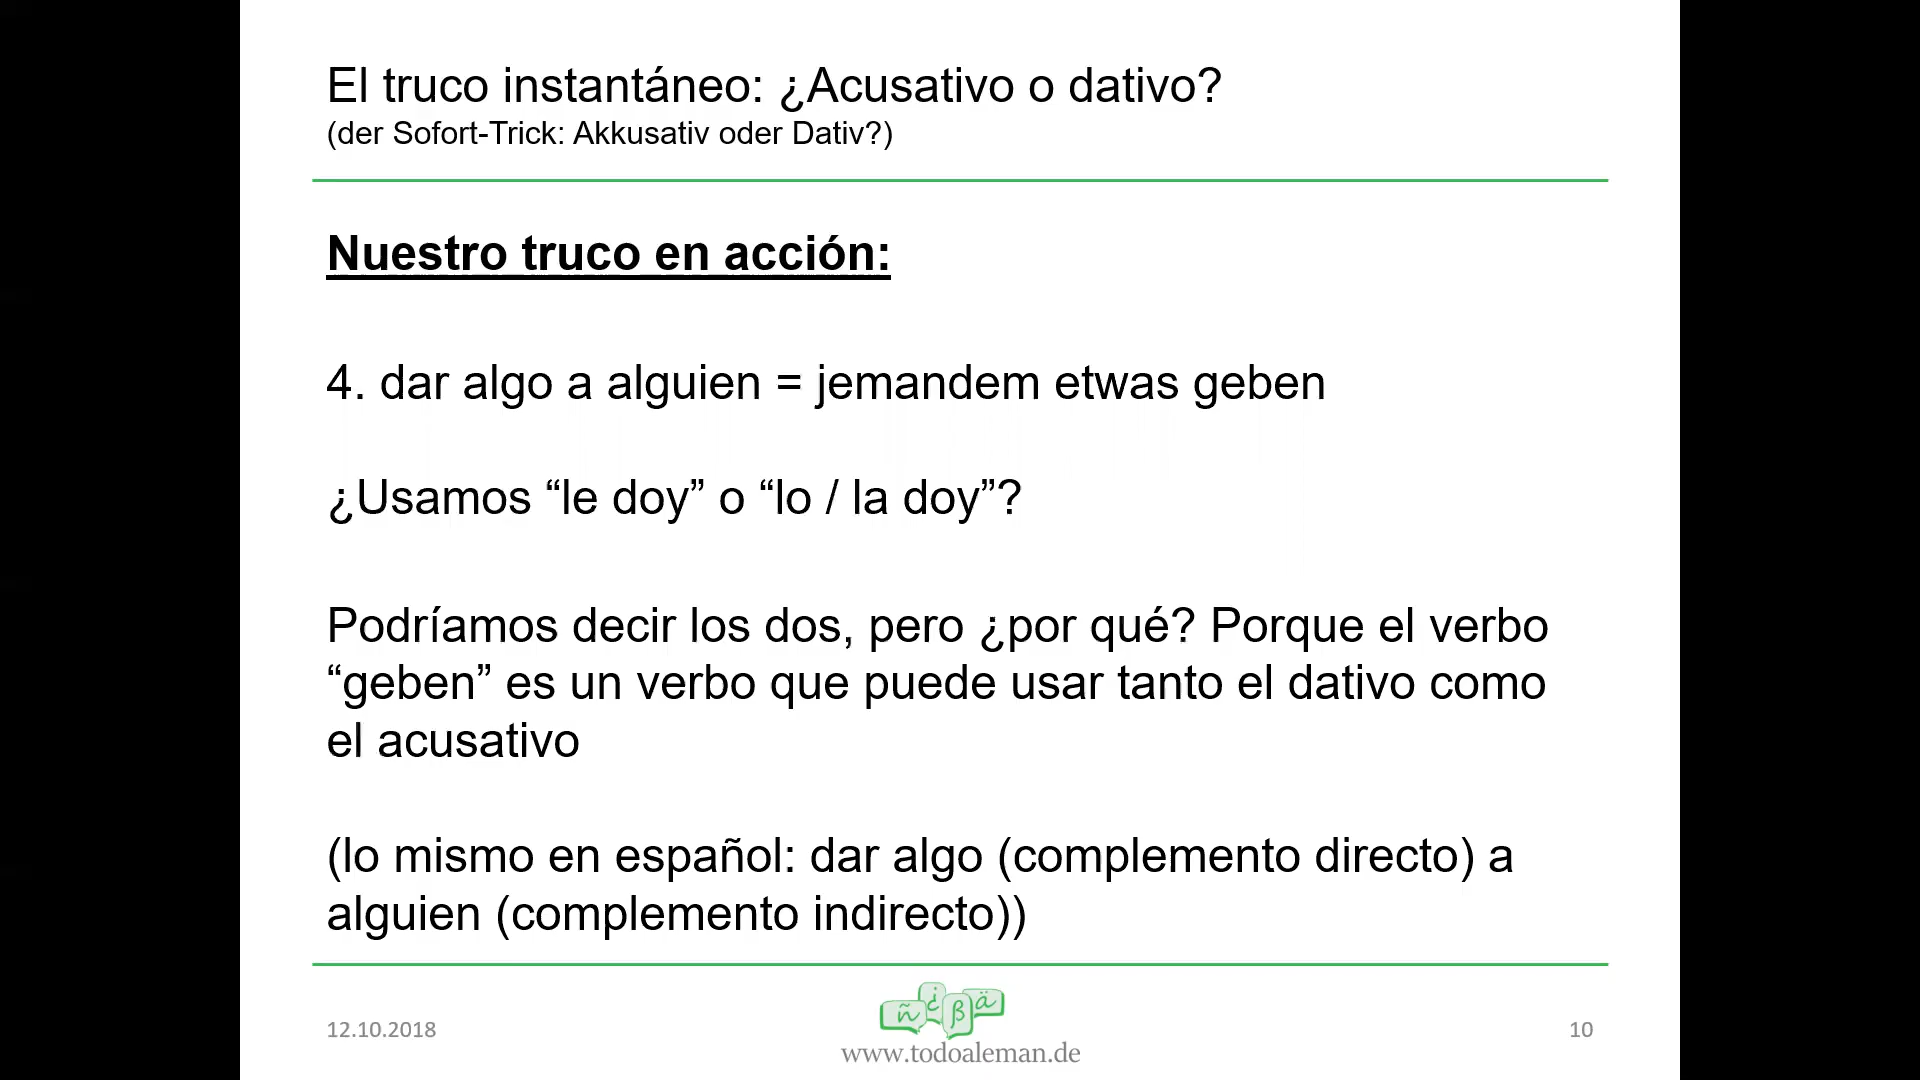 El truco instantáneo: ¿Acusativo o dativo?
(der Sofort-Trick: Akkusativ oder Dativ?)
Nuestro truco en acción:
4. dar algo a alguien = jemandem etwas geben
¿Usamos “le doy” o “lo / la doy”?
Podríamos decir los dos, pero ¿por qué? Porque el verbo
“geben” es un verbo que puede usar tanto el dativo como
el acusativo
(lo mismo en español: dar algo (complemento directo) a
alguien (complemento indirecto))
ñ ¿ ß ä
12.10.2018
www.todoaleman.de
10